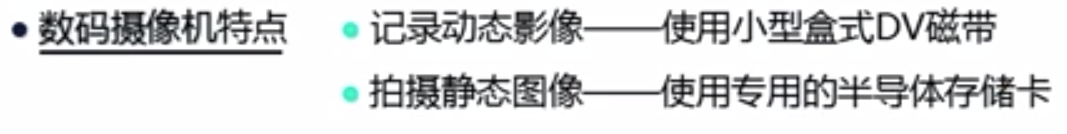 • 数码摄像机特点 • 记录动态影像——使用小型盒式DV磁带
• 拍摄静态图像——使用专用的半导体存储卡